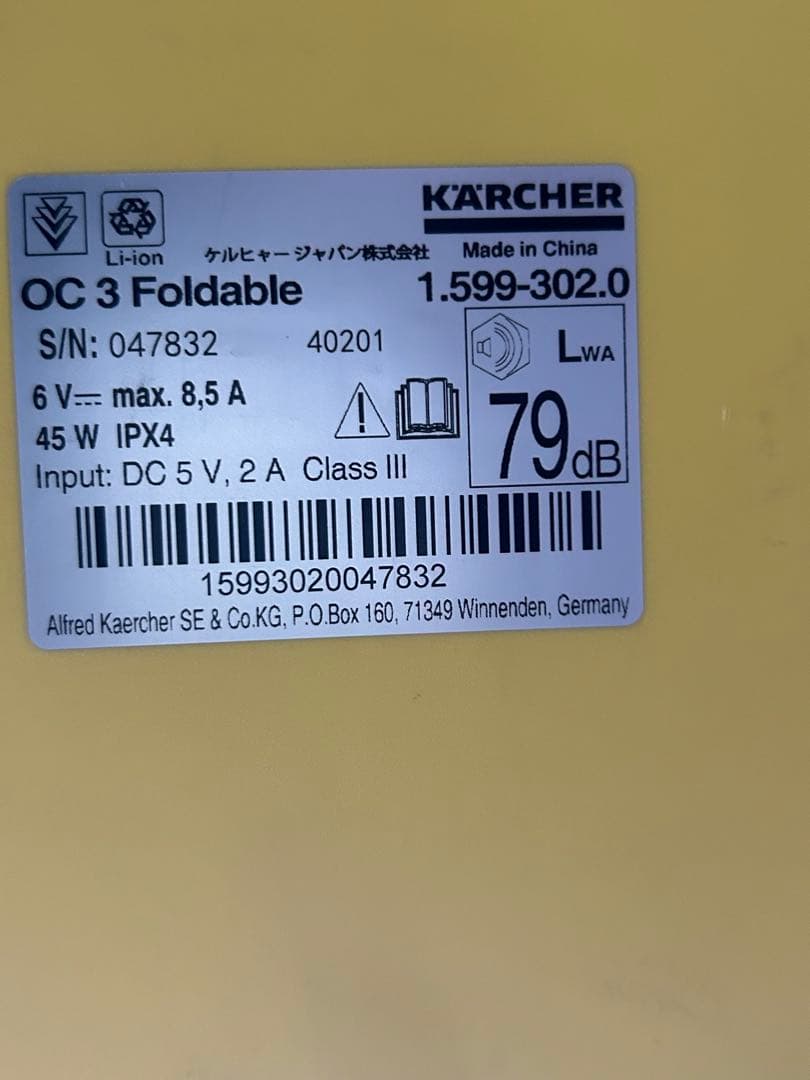 KÄRCHER
Li-ion ケルヒャー ジャパン株式会社 Made in China
OC 3 Foldable 1.599-302.0
S/N: 047832 40201
LWA
6 V⎓ max. 8,5 A
45 W IPX4
79dB
Input: DC 5 V, 2 A Class III
15993020047832
Alfred Kaercher SE & Co.KG, P.O.Box 160, 71349 Winnenden, Germany